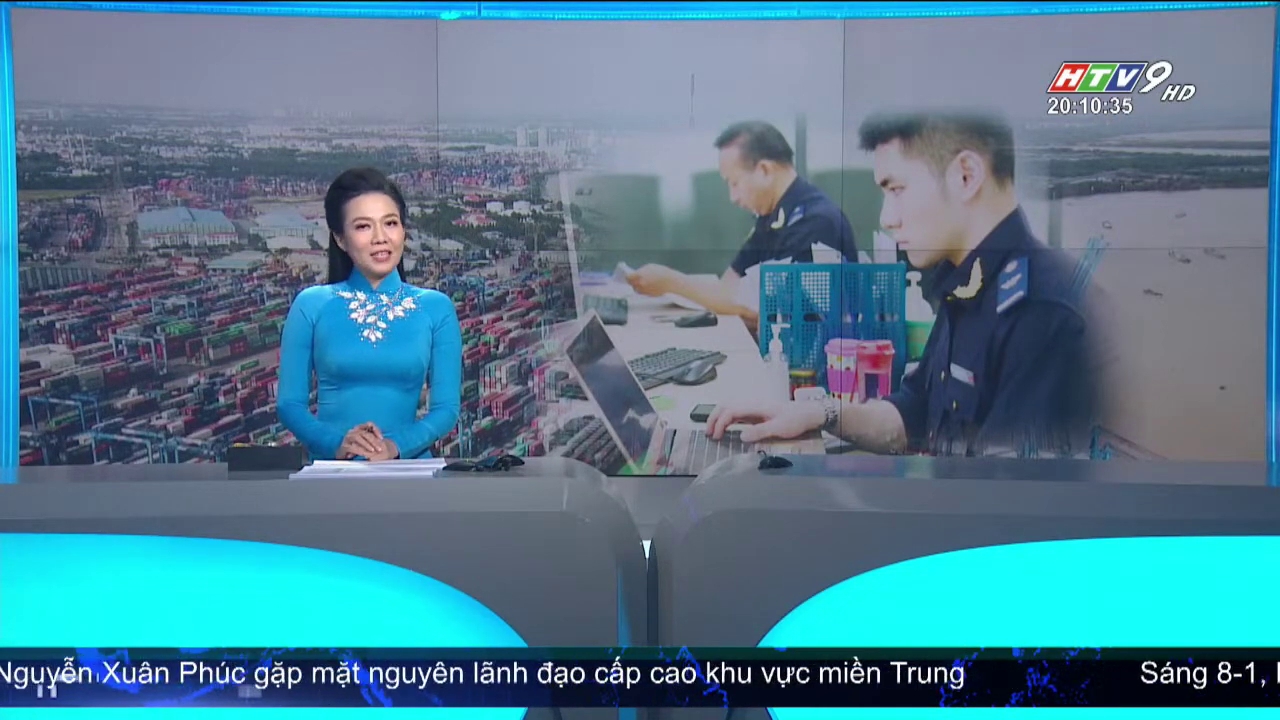 HTV9 HD
20:10:35
Nguyễn Xuân Phúc gặp mặt nguyên lãnh đạo cấp cao khu vực miền Trung
Sáng 8-1,